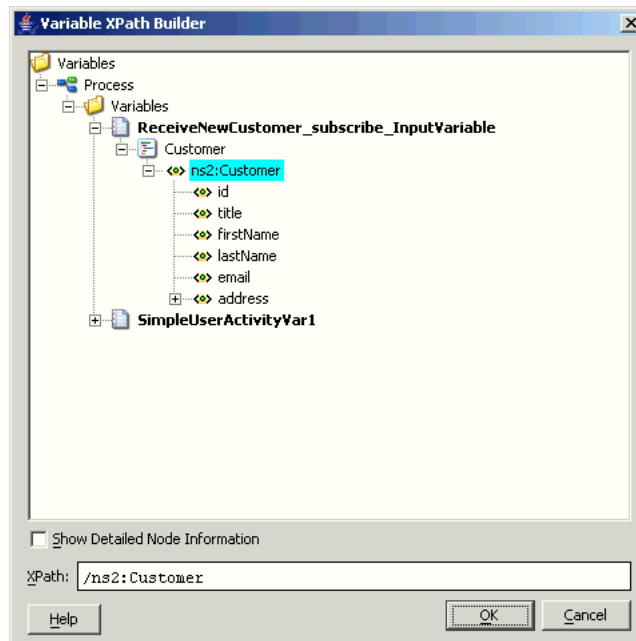 Variable XPath Builder
Variables
Process
Variables
ReceiveNewCustomer_subscribe_InputVariable
Customer
ns2:Customer
id
title
firstName
lastName
email
address
SimpleUserActivityVar1
Show Detailed Node Information
XPath: /ns2:Customer
Help OK Cancel